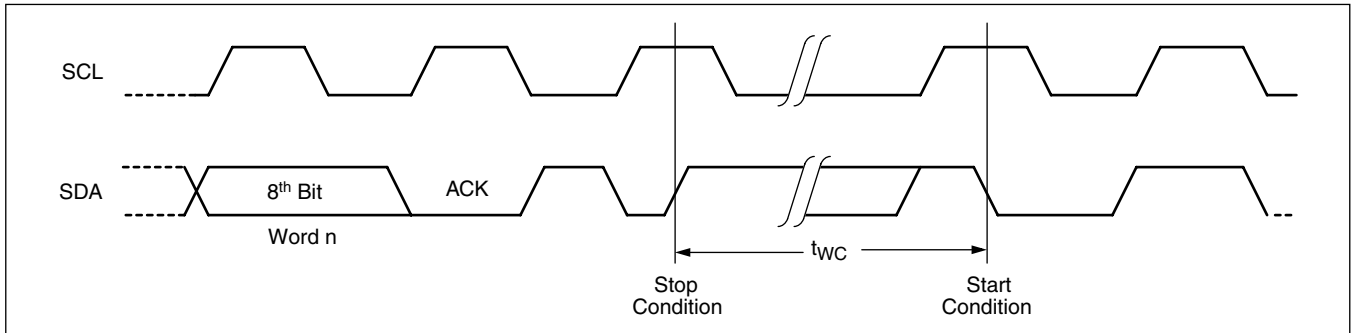 SCL
SDA
8th Bit
ACK
Word n
tWC
Stop
Condition
Start
Condition